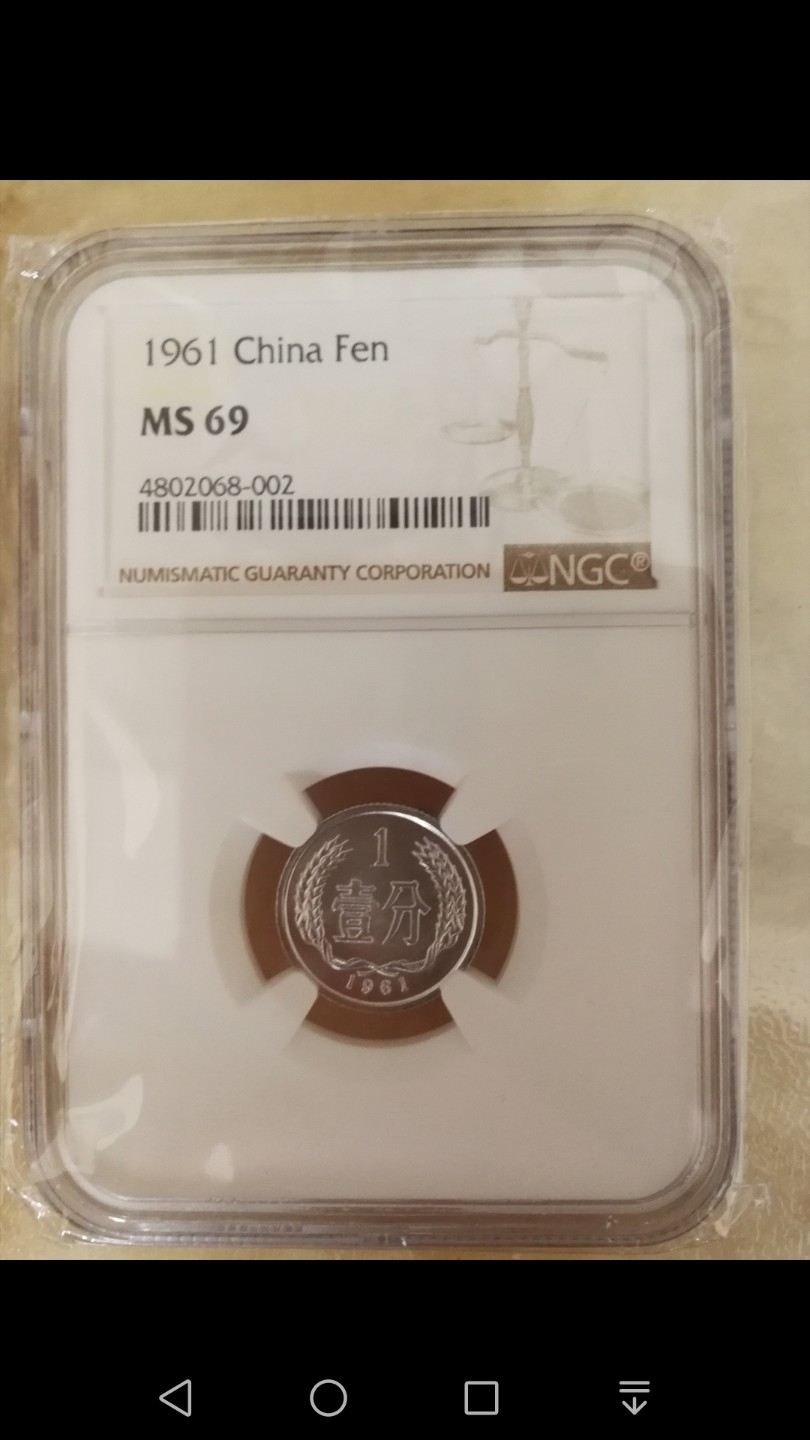 1961 China Fen
MS 69
4802068-002
NUMISMATIC GUARANTY CORPORATION NGC®
1
壹分
1961